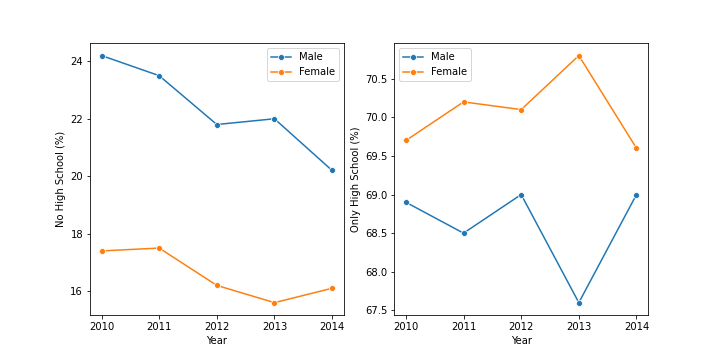 No High School (%)
24
22
20
18
16
Male
Female
2010 2011 2012 2013 2014
Year
Only High School (%)
70.5
70.0
69.5
69.0
68.5
68.0
67.5
Male
Female
2010 2011 2012 2013 2014
Year